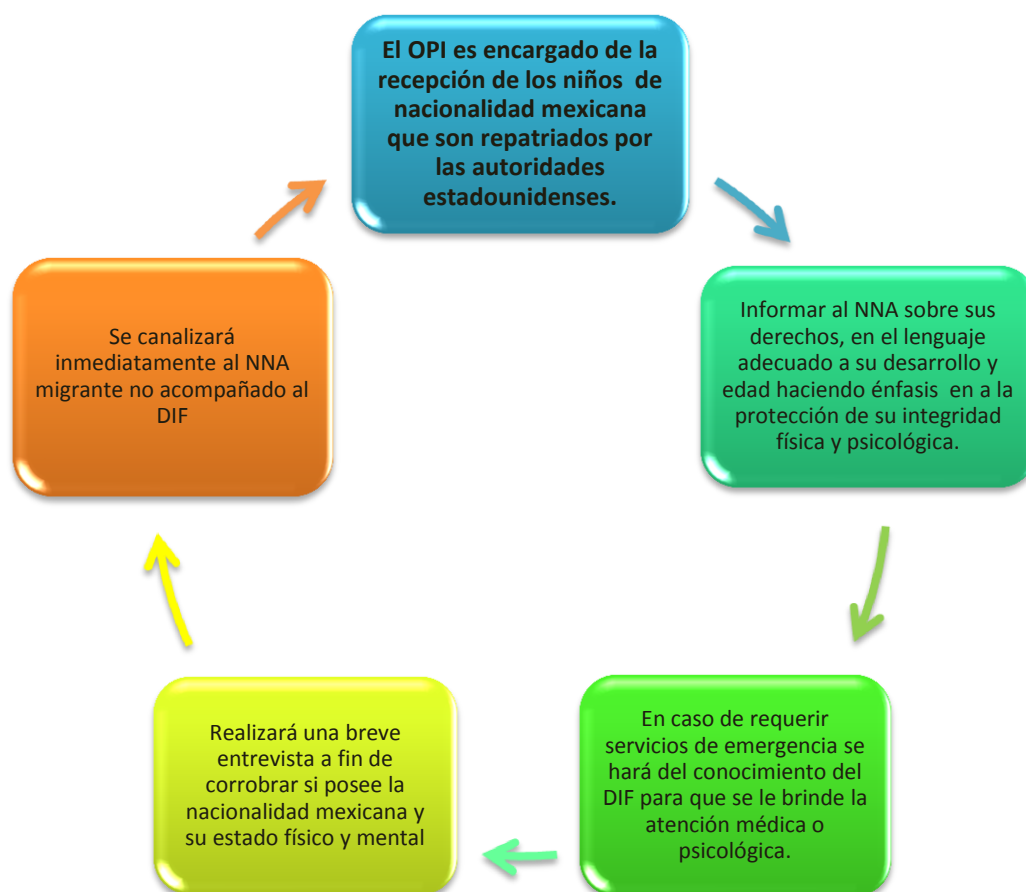 El OPI es encargado de la
recepción de los niños de
nacionalidad mexicana
que son repatriados por
las autoridades
estadounidenses.
Informar al NNA sobre sus
derechos, en el lenguaje
adecuado a su desarrollo y
edad haciendo énfasis en a la
protección de su integridad
física y psicológica.
En caso de requerir
servicios de emergencia se
hará del conocimiento del
DIF para que se le brinde la
atención médica o
psicológica.
Realizará una breve
entrevista a fin de
corrobrar si posee la
nacionalidad mexicana y
su estado físico y mental
Se canalizará
inmediatamente al NNA
migrante no acompañado al
DIF